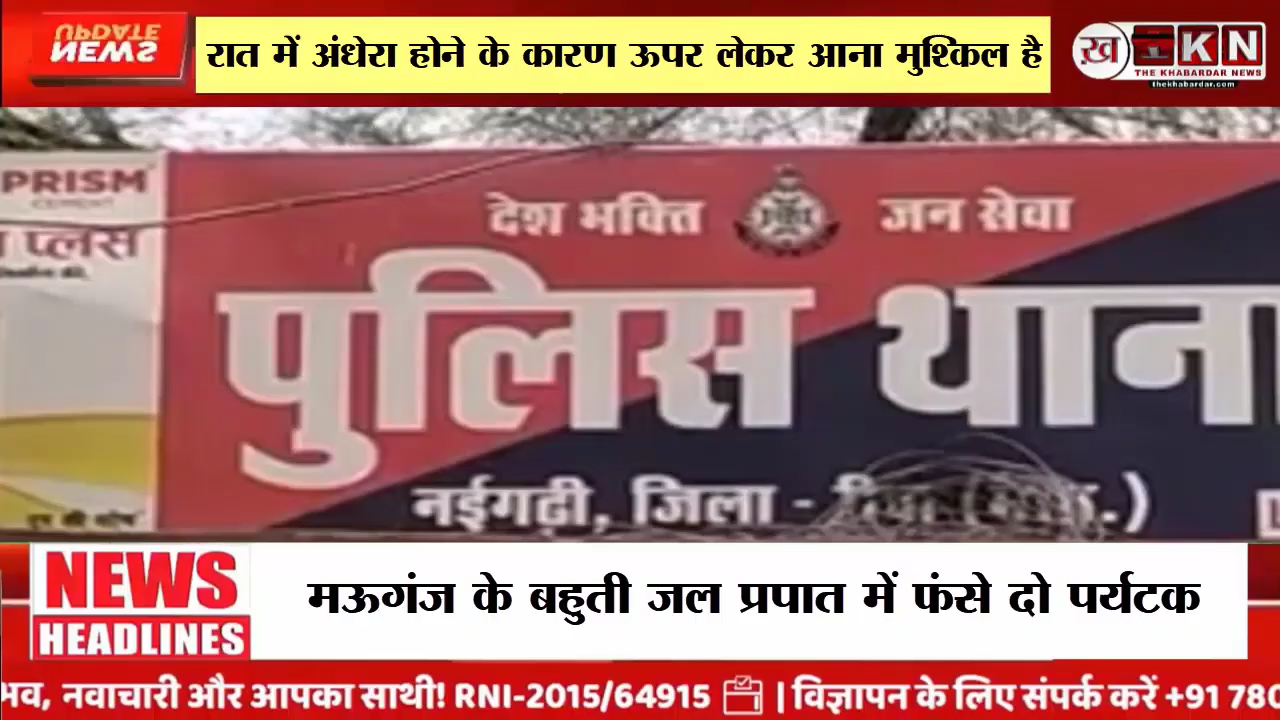 UPDATE
NEWS
रात में अंधेरा होने के कारण ऊपर लेकर आना मुश्किल है
ख़ KN
THE KHABARDAR NEWS
thekhabardar.com
PRISM
CEMENT
प्लस
देश भक्ति जन सेवा
पुलिस थाना
नईगढ़ी, जिला -
NEWS
HEADLINES
मऊगंज के बहुती जल प्रपात में फंसे दो पर्यटक
नवाचारी और आपका साथी! RNI-2015/64915 | विज्ञापन के लिए संपर्क करें +91 780